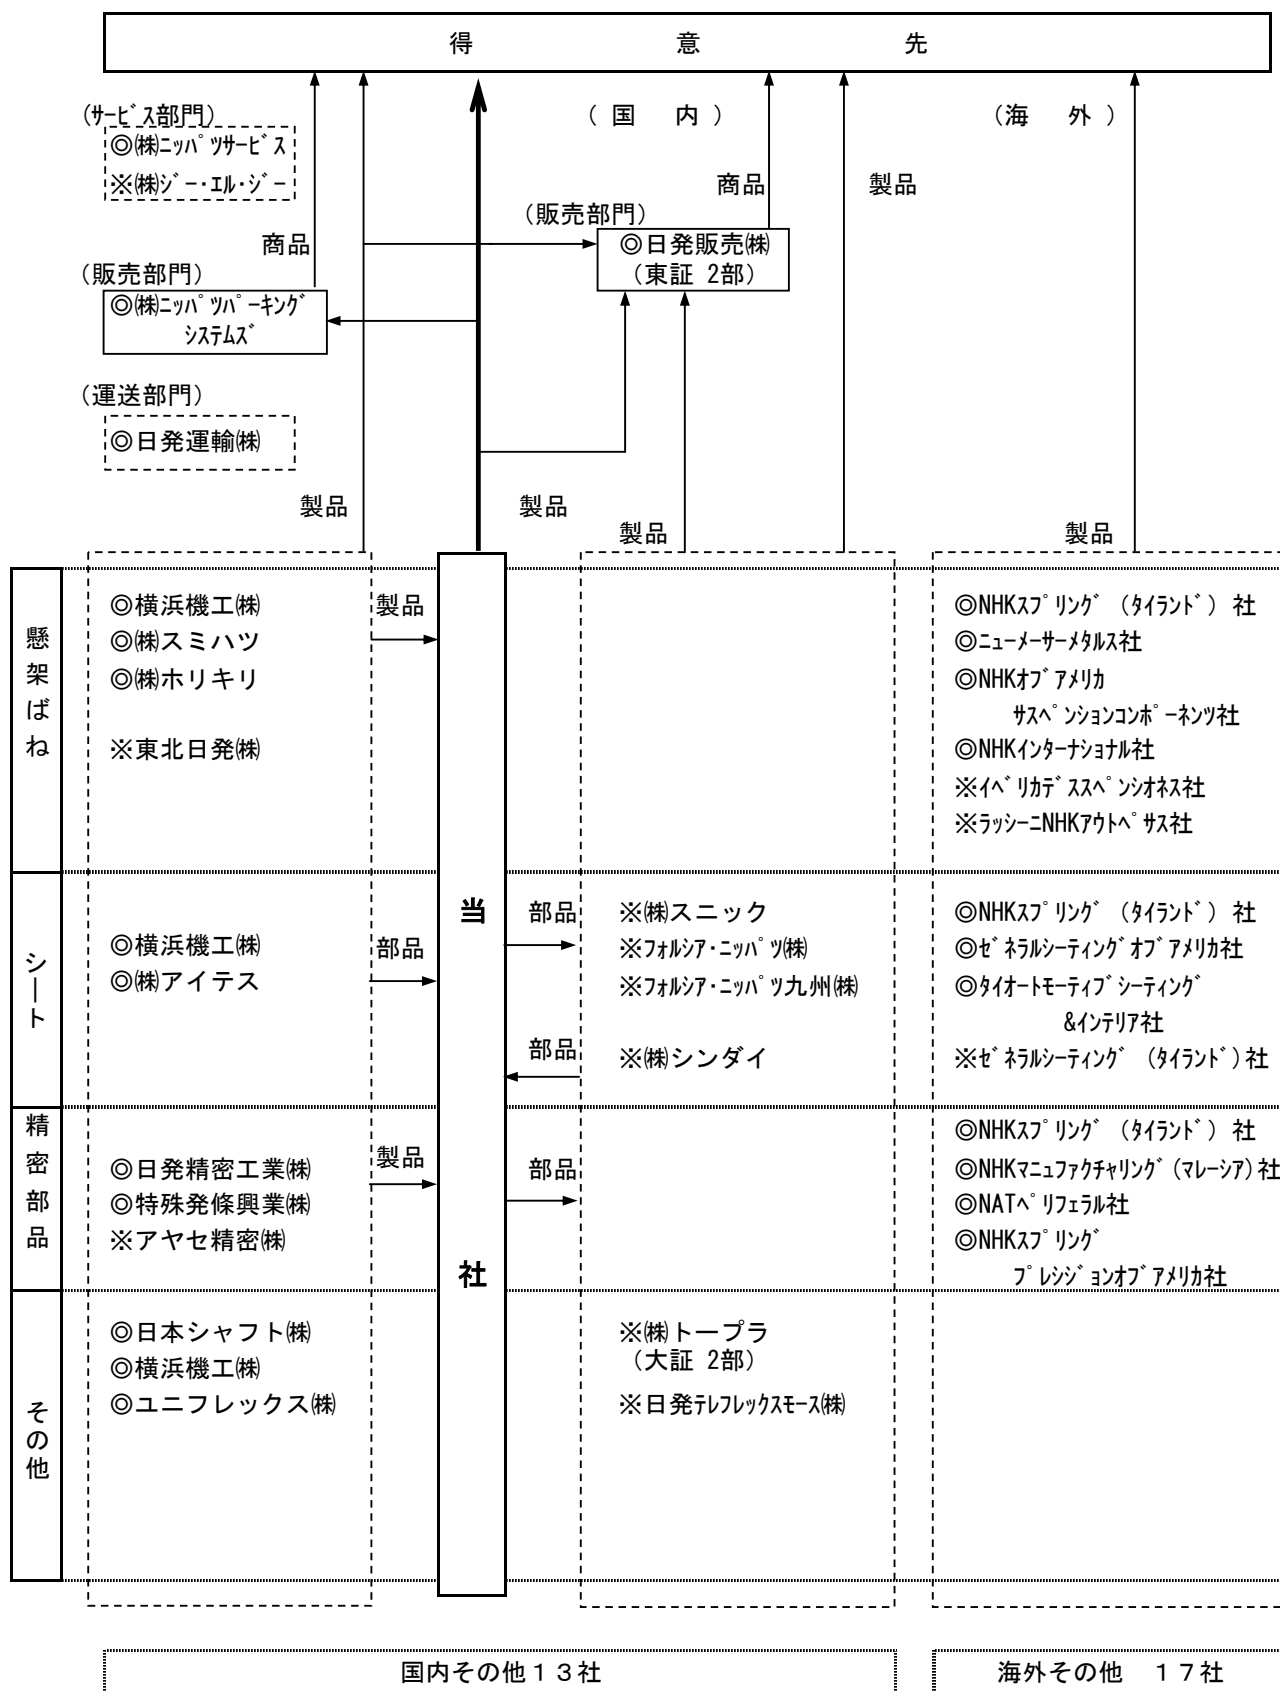 得　意　先
(ｻｰﾋﾞｽ部門)
(国　内)
(海　外)
◎㈱ﾆｯﾊﾟﾂｻｰﾋﾞｽ
※㈱ｼﾞｰ･ｴﾙ･ｼﾞｰ
商品
製品
(販売部門)
◎日発販売㈱
(東証 2部)
商品
(販売部門)
◎㈱ﾆｯﾊﾟﾂﾊﾟｰｷﾝｸﾞ
ｼｽﾃﾑｽﾞ
(運送部門)
◎日発運輸㈱
製品
製品
製品
製品
懸架ばね
◎横浜機工㈱
◎㈱スミハツ
◎㈱ホリキリ
※東北日発㈱
製品
◎NHKｽﾌﾟﾘﾝｸﾞ (ﾀｲﾗﾝﾄﾞ) 社
◎ﾆｭｰﾒｰｻｰﾒﾀﾙｽ社
◎NHKｵﾌﾞｱﾒﾘｶ
ｻｽﾍﾟﾝｼｮﾝｺﾝﾎﾟｰﾈﾝﾂ社
◎NHKｲﾝﾀｰﾅｼｮﾅﾙ社
※ｲﾍﾞﾘｶﾃﾞｽｽﾍﾟﾝｼｵﾈｽ社
※ﾗｯｼｰﾆNHKｱｳﾄﾍﾟｻｽ社
シート
◎横浜機工㈱
◎㈱アイテス
部品
当
社
部品
※㈱スニック
※ﾌｫﾙｼｱ･ﾆｯﾊﾟﾂ㈱
※ﾌｫﾙｼｱ･ﾆｯﾊﾟﾂ九州㈱
部品
※㈱シンダイ
◎NHKｽﾌﾟﾘﾝｸﾞ (ﾀｲﾗﾝﾄﾞ) 社
◎ｾﾞﾈﾗﾙｼｰﾃｨﾝｸﾞｵﾌﾞｱﾒﾘｶ社
◎ﾀｲｵｰﾄﾓｰﾃｨﾌﾞｼｰﾃｨﾝｸﾞ
&ｲﾝﾃﾘｱ社
※ｾﾞﾈﾗﾙｼｰﾃｨﾝｸﾞ (ﾀｲﾗﾝﾄﾞ)社
精密部品
◎日発精密工業㈱
◎特殊発條興業㈱
※アヤセ精密㈱
製品
部品
◎NHKｽﾌﾟﾘﾝｸﾞ (ﾀｲﾗﾝﾄﾞ) 社
◎NHKﾏﾆｭﾌｧｸﾁｬﾘﾝｸﾞ(ﾏﾚｰｼｱ)社
◎NATﾍﾟﾘﾌｪﾗﾙ社
◎NHKｽﾌﾟﾘﾝｸﾞ
ﾌﾟﾚｼｼﾞｮﾝｵﾌﾞｱﾒﾘｶ社
その他
◎日本シャフト㈱
◎横浜機工㈱
◎ユニフレックス㈱
※㈱トープラ
(大証 2部)
※日発ﾃﾚﾌﾚｯｸｽﾓｰｽ㈱
国内その他１３社
海外その他　１７社